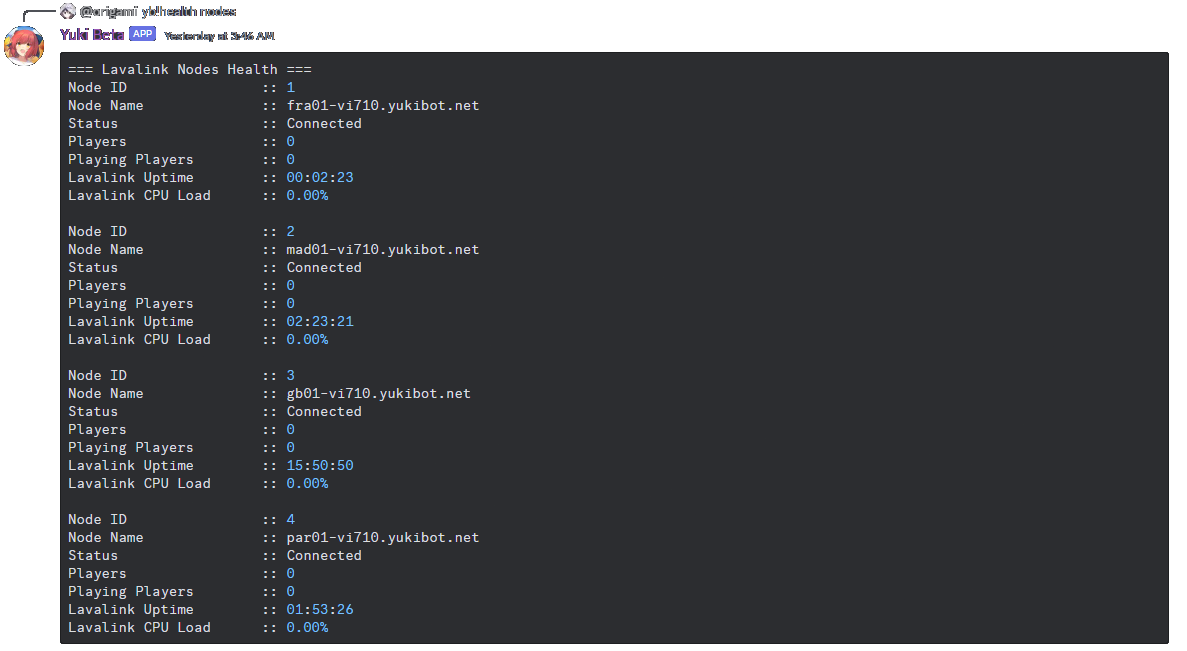 @origami yb!health nodes
Yuki Beta APP Yesterday at 3:46 AM
=== Lavalink Nodes Health ===
Node ID :: 1
Node Name :: fra01-vi710.yukibot.net
Status :: Connected
Players :: 0
Playing Players :: 0
Lavalink Uptime :: 00:02:23
Lavalink CPU Load :: 0.00%
Node ID :: 2
Node Name :: mad01-vi710.yukibot.net
Status :: Connected
Players :: 0
Playing Players :: 0
Lavalink Uptime :: 02:23:21
Lavalink CPU Load :: 0.00%
Node ID :: 3
Node Name :: gb01-vi710.yukibot.net
Status :: Connected
Players :: 0
Playing Players :: 0
Lavalink Uptime :: 15:50:50
Lavalink CPU Load :: 0.00%
Node ID :: 4
Node Name :: par01-vi710.yukibot.net
Status :: Connected
Players :: 0
Playing Players :: 0
Lavalink Uptime :: 01:53:26
Lavalink CPU Load :: 0.00%